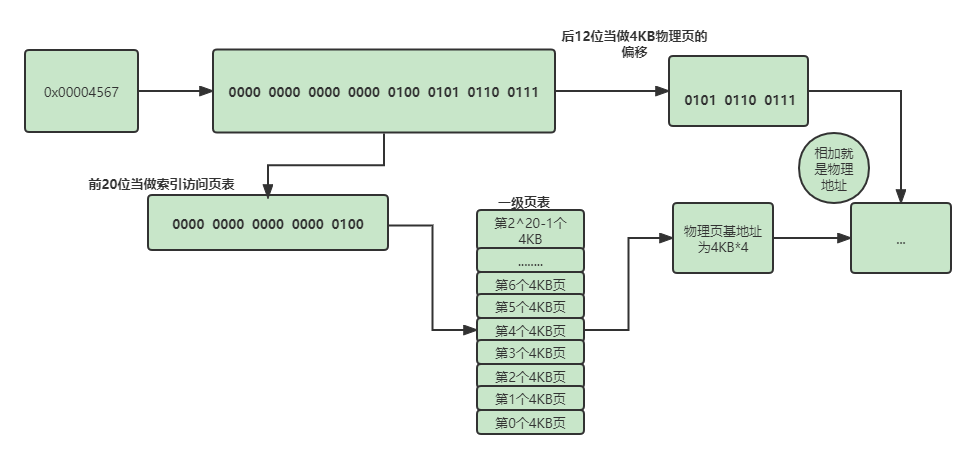 后12位当做4KB物理页的
偏移
0x00004567
0000 0000 0000 0000 0100 0101 0110 0111
0101 0110 0111
相加就
是物理
地址
前20位当做索引访问页表
0000 0000 0000 0000 0100
一级页表
第2^20-1个
4KB
........
第6个4KB页
第5个4KB页
第4个4KB页
第3个4KB页
第2个4KB页
第1个4KB页
第0个4KB页
物理页基地址
为4KB*4
...